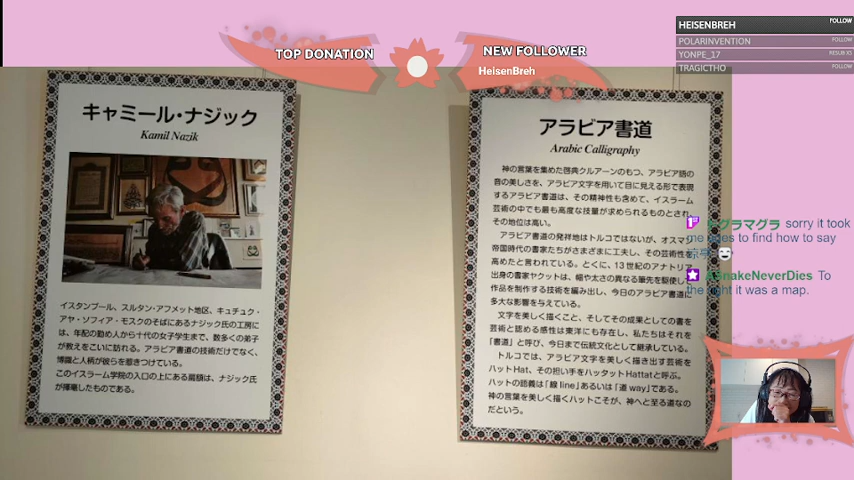 TOP DONATION
NEW FOLLOWER
HeisenBreh
HEISENBREH
FOLLOW
POLARINVENTION
FOLLOW
YONPE_17
TRAGICTHO
FOLLOW
キャミール・ナジック
Kamil Nazik
イスタンブール、スルタン・アフメット地区、キュチュク・
アヤ・ソフィア・モスクのそばにあるナジック氏の工房に
は、年配の勤め人から十代の女子学生まで、数多くの弟子
が教えをこいに訪れる。アラビア書道の技術だけでなく、
博識と人柄が彼らを惹きつけている。
このイスラーム学院の入口の上にある扁額は、ナジック氏
が揮毫したものである。
アラビア書道
Arabic Calligraphy
神の言葉を集めた啓典クルアーンのもつ、アラビア語の
音の美しさを、アラビア文字を用いて目に見える形で表現
するアラビア書道は、その精神性も含めて、イスラーム
芸術の中でも最も高度な技量が求められるものとされ、
その地位は高い。
アラビア書道の発祥地はトルコではないが、オスマン
帝国時代の書家たちがさまざまに工夫し、その芸術性を
高めたと言われている。とくに、13世紀のアナトリア
出身の書家ヤクットは、幅や太さの異なる筆先を駆使して
作品を制作する技術を編み出し、今日のアラビア書道に
多大な影響を与えている。
文字を美しく描くこと、そしてその成果としての書を
芸術と認める感性は東洋にも存在し、私たちはそれを
「書道」と呼び、今日まで伝統文化として継承している。
トルコでは、アラビア文字を美しく描き出す芸術を
ハットHat、その担い手をハッタットHattatと呼ぶ。
ハットの語義は「線 line」あるいは「道 way」である。
神の言葉を美しく描くハットこそが、神へと至る道なの
だという。
ドグラマグラ sorry it took
me ages to find how to say
ASnakeNeverDies To
the right it was a map.